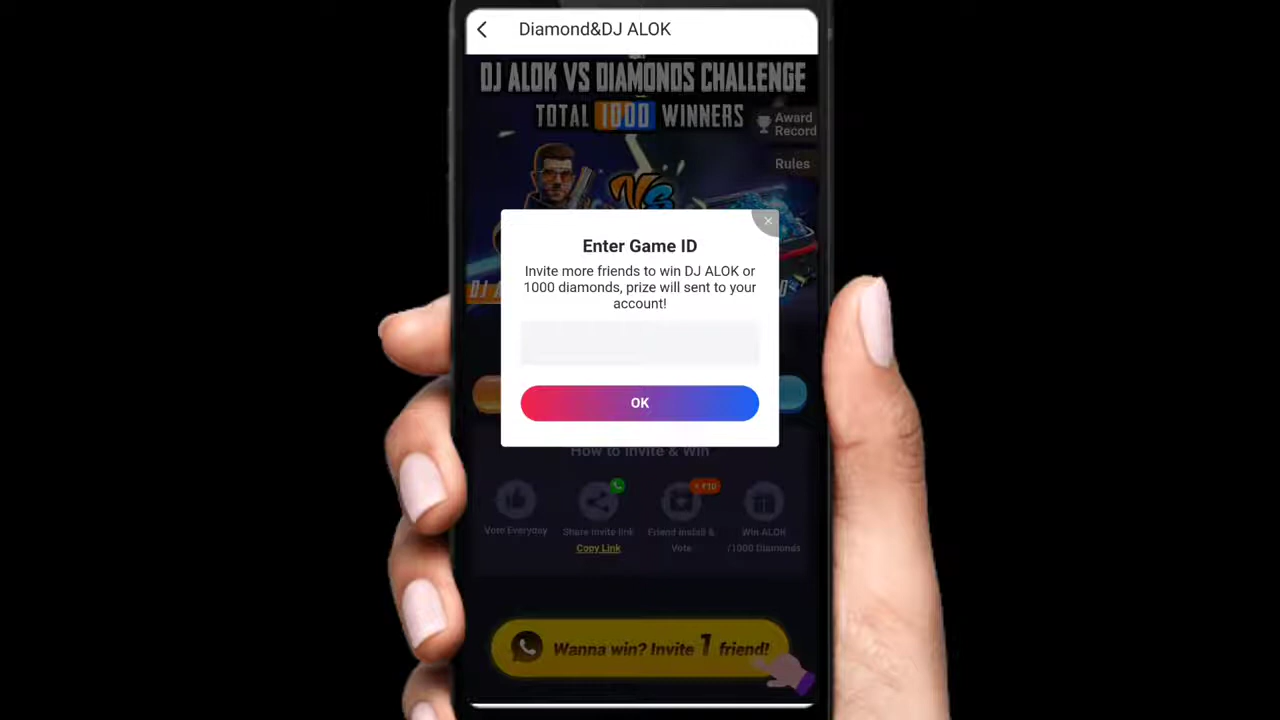 Diamond&DJ ALOK
DJ ALOK VS DIAMONDS CHALLENGE
TOTAL 1000 WINNERS
Award
Record
Rules
VS
Enter Game ID
Invite more friends to win DJ ALOK or
1000 diamonds, prize will sent to your
account!
OK
How to Invite & Win
Vote Everyday
Share Invite link
Copy Link
+ ₹10
Friend Install &
Vote
Win ALOK
/1000 Diamonds
Wanna win? Invite 1 friend!